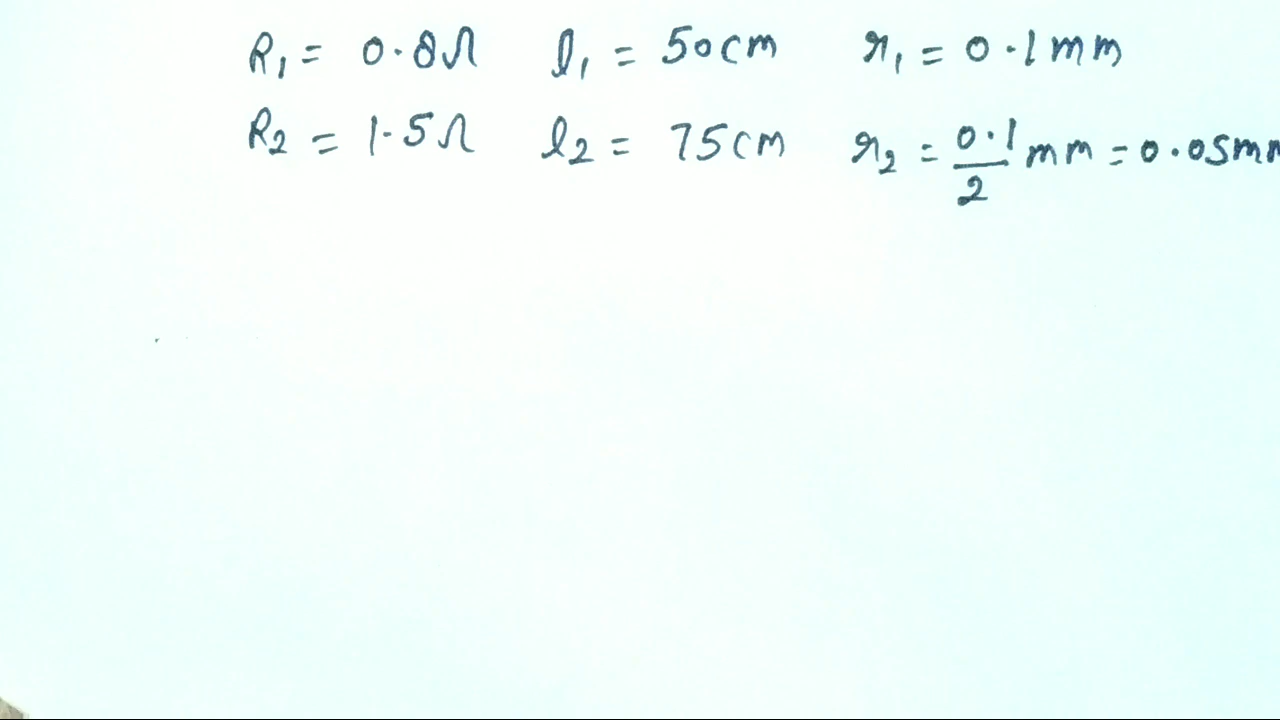 R₁ = 0.8Ω l₁ = 50cm r₁ = 0.1mm
R₂ = 1.5Ω l₂ = 75cm r₂ = 0.1/2 mm = 0.05mm